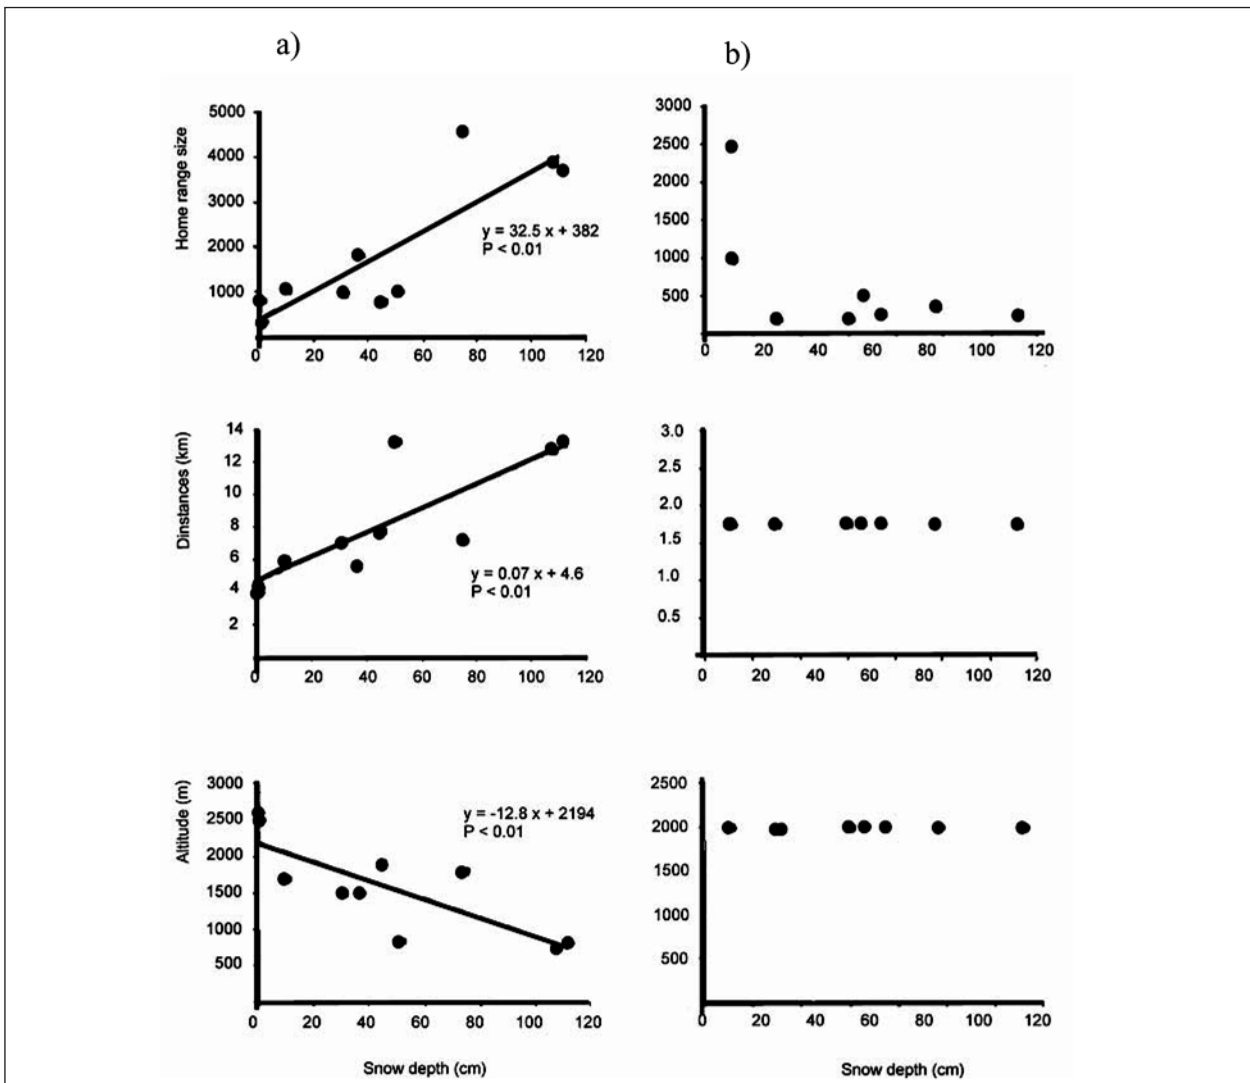 a)
b)
Home range size
5000
4000
3000
2000
1000
y = 32.5 x + 382
P < 0.01
0 20 40 60 80 100 120
3000
2500
2000
1500
1000
500
0 20 40 60 80 100 120
Dinstances (km)
14
12
10
8
6
4
2
y = 0.07 x + 4.6
P < 0.01
0 20 40 60 80 100 120
3.0
2.5
2.0
1.5
1.0
0.5
0 20 40 60 80 100 120
Altitude (m)
3000
2500
2000
1500
1000
500
y = -12.8 x + 2194
P < 0.01
0 20 40 60 80 100 120
Snow depth (cm)
2500
2000
1500
1000
500
0 20 40 60 80 100 120
Snow depth (cm)